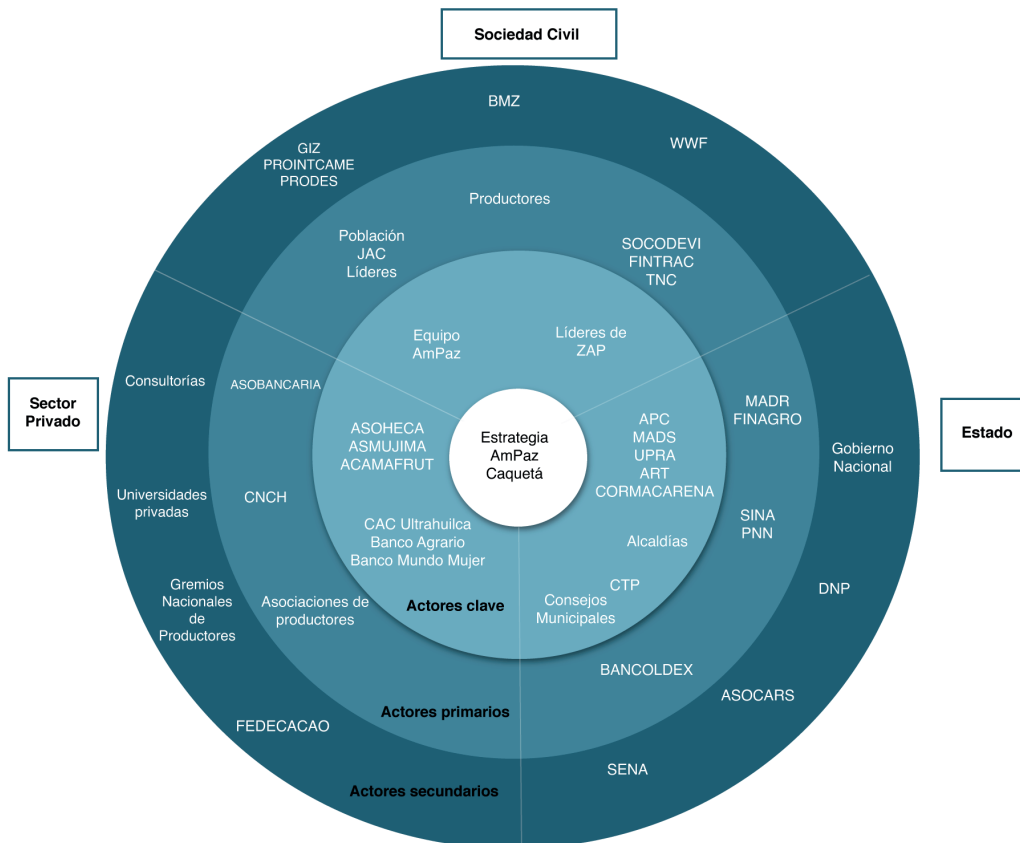 Sociedad Civil
BMZ
WWF
GIZ
PROINTCAME
PRODES
Productores
Población
JAC
Líderes
SOCODEVI
FINTRAC
TNC
Equipo
AmPaz
Líderes de
ZAP
Sector
Privado
Consultorías
ASOBANCARIA
ASOHECA
ASMUJIMA
ACAMAFRUT
Estrategia
AmPaz
Caquetá
APC
MADS
UPRA
ART
CORMACARENA
MADR
FINAGRO
Gobierno
Nacional
Estado
Universidades
privadas
CNCH
CAC Ultrahuilca
Banco Agrario
Banco Mundo Mujer
Alcaldías
SINA
PNN
Gremios
Nacionales
de
Productores
Asociaciones de
productores
Actores clave
CTP
Consejos
Municipales
DNP
BANCOLDEX
ASOCARS
Actores primarios
FEDECACAO
SENA
Actores secundarios